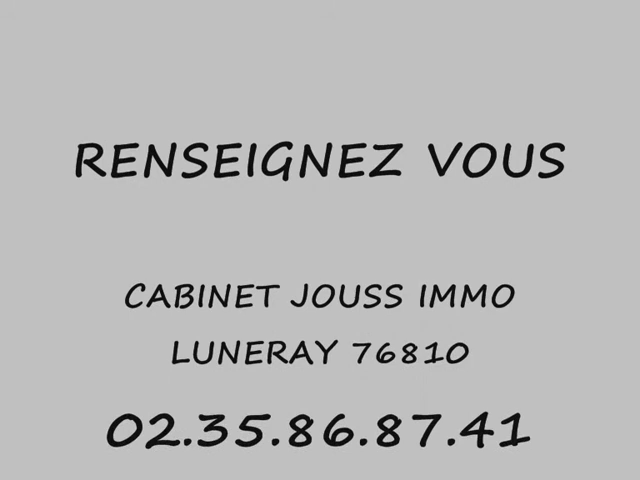 RENSEIGNEZ VOUS
CABINET JOUSS IMMO
LUNERAY 76810
02.35.86.87.41